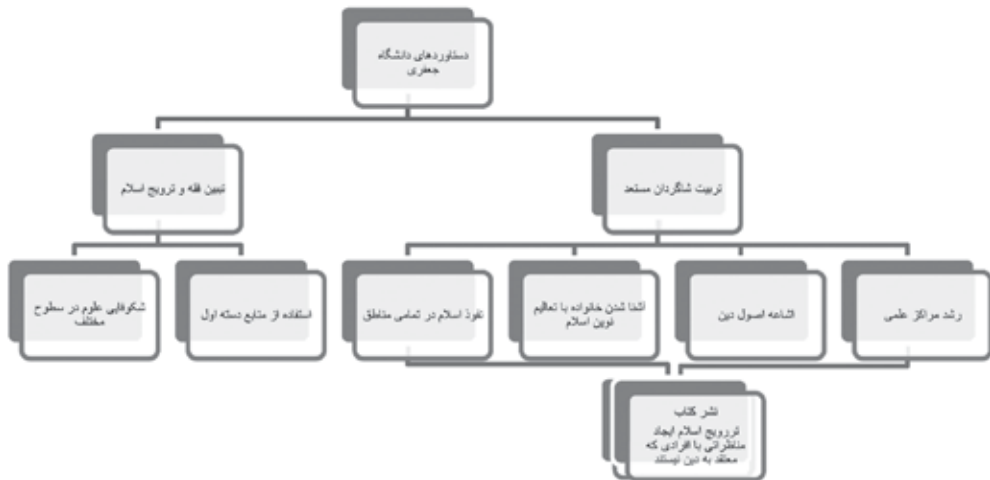 دستاوردهای دانشگاه
جعفری
تربیت شاگردان مستعد
تبیین فقه و ترویج اسلام
رشد مراکز علمی
اشاعه اصول دین
آشنا شدن خانواده با تعالیم
نوین اسلام
نفوذ اسلام در تمامی مناطق
استفاده از منابع دسته اول
شکوفایی علوم در سطوح
مختلف
نشر کتاب
تررویج اسلام ایجاد
مناظراتی با افرادی که
معتقد به دین نیستند